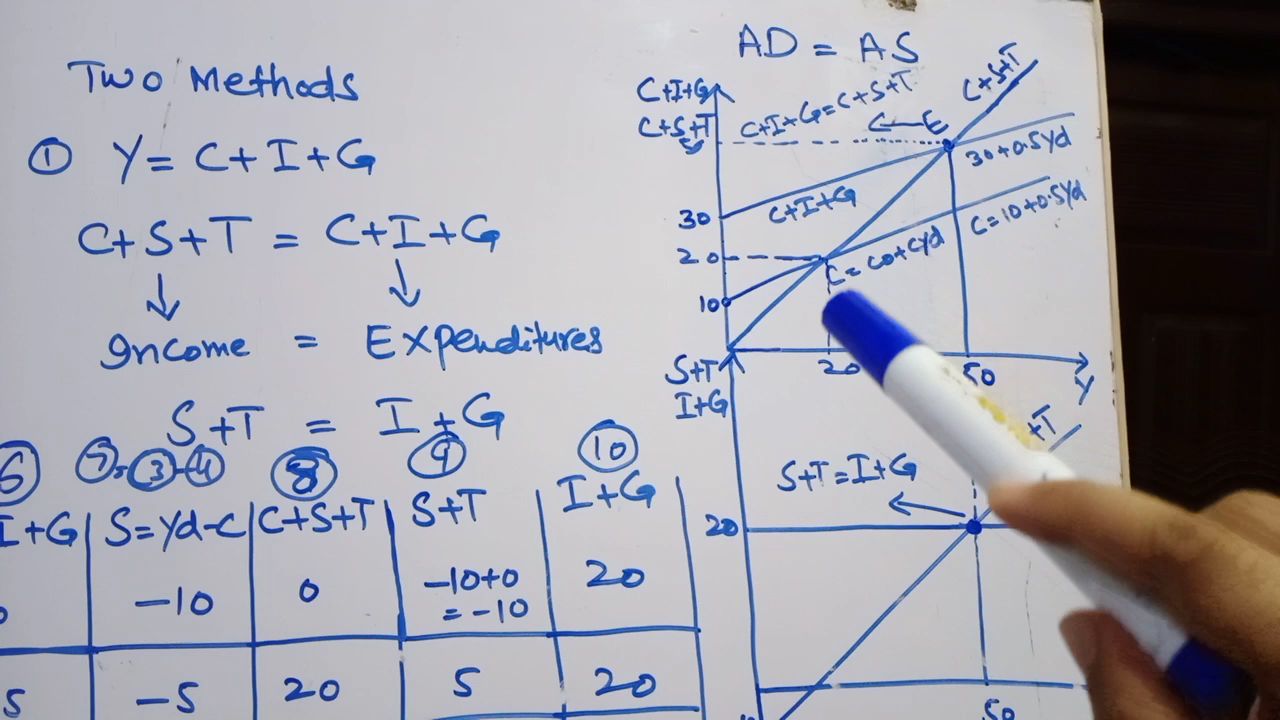 Two Methods
① Y = C+I+G
C+S+T = C+I+G
↓ ↓
Income = Expenditures
S+T = I+G
⑥ ⑦=③-④ ⑧ ⑨ ⑩
I+G S=Yd-C C+S+T S+T I+G
-10 0 -10+0 20
= -10
5 -5 20 5 20
AD = AS
C+I+G
C+S+T
C+I+G=C+S+T
← E
C+S+T
30+0.5Yd
C+I+G
30
20
10
C=C0+CYd
C=10+0.5Yd
20 50 Y
S+T
I+G
+T
S+T=I+G
20
50